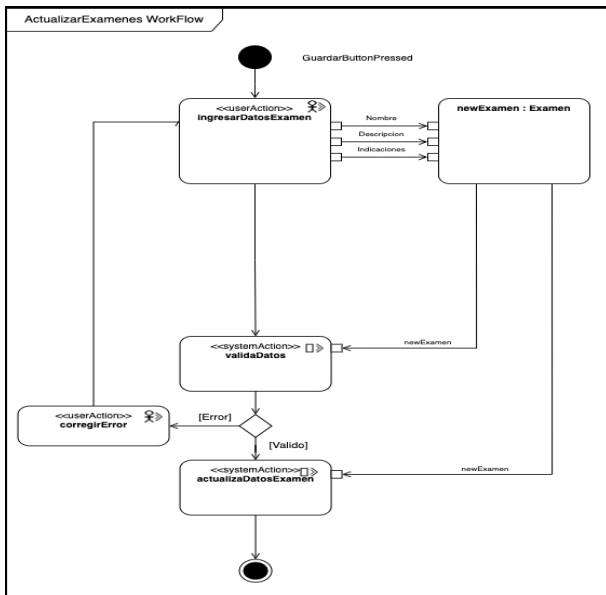 ActualizarExamenes WorkFlow
GuardarButtonPressed
<<userAction>>
ingresarDatosExamen
Nombre
Descripcion
Indicaciones
newExamen : Examen
<<systemAction>>
validaDatos
newExamen
<<userAction>>
corregirError
[Error]
[Valido]
<<systemAction>>
actualizaDatosExamen
newExamen